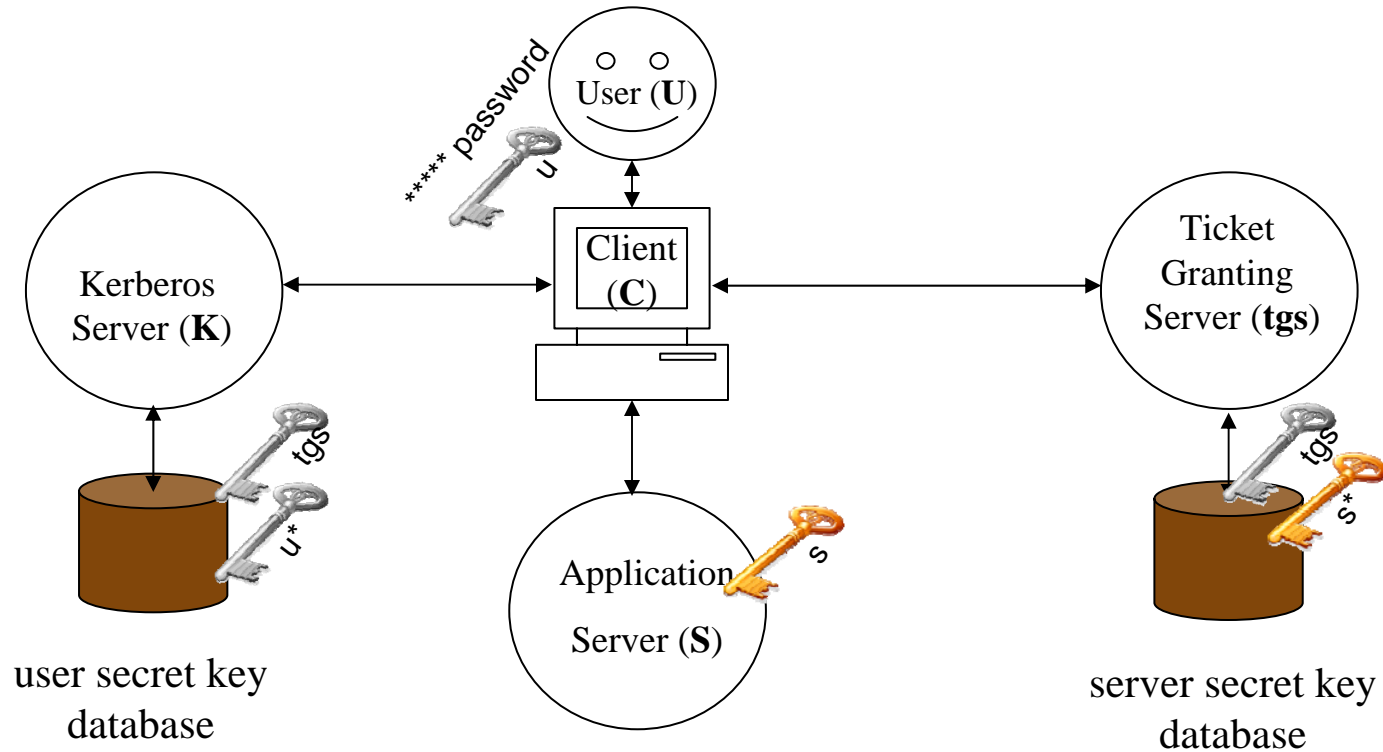 User (U)
***** password
u
Client
(C)
Kerberos
Server (K)
Ticket
Granting
Server (tgs)
tgs
u*
tgs
s*
s
Application
Server (S)
user secret key
database
server secret key
database